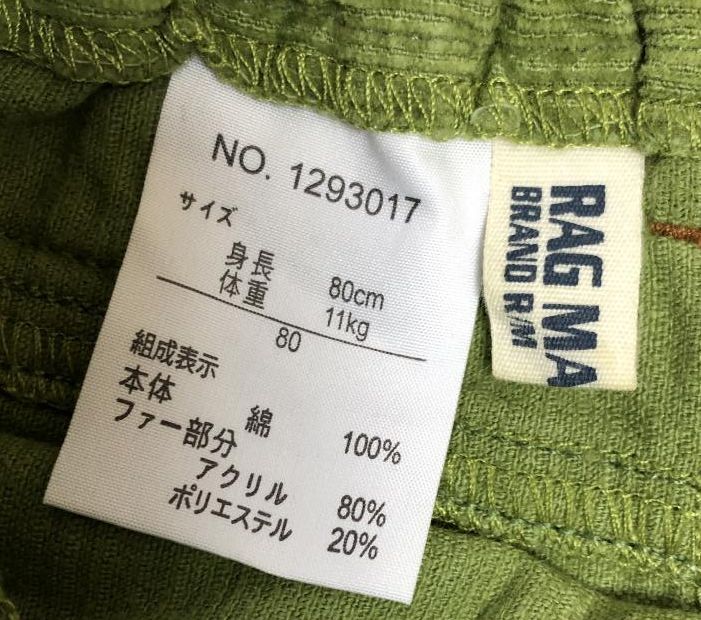 NO. 1293017
サイズ
身長 80cm
体重 11kg
80
組成表示
本体
綿 100%
ファー部分
アクリル 80%
ポリエステル 20%
RAG MA
BRAND R/M